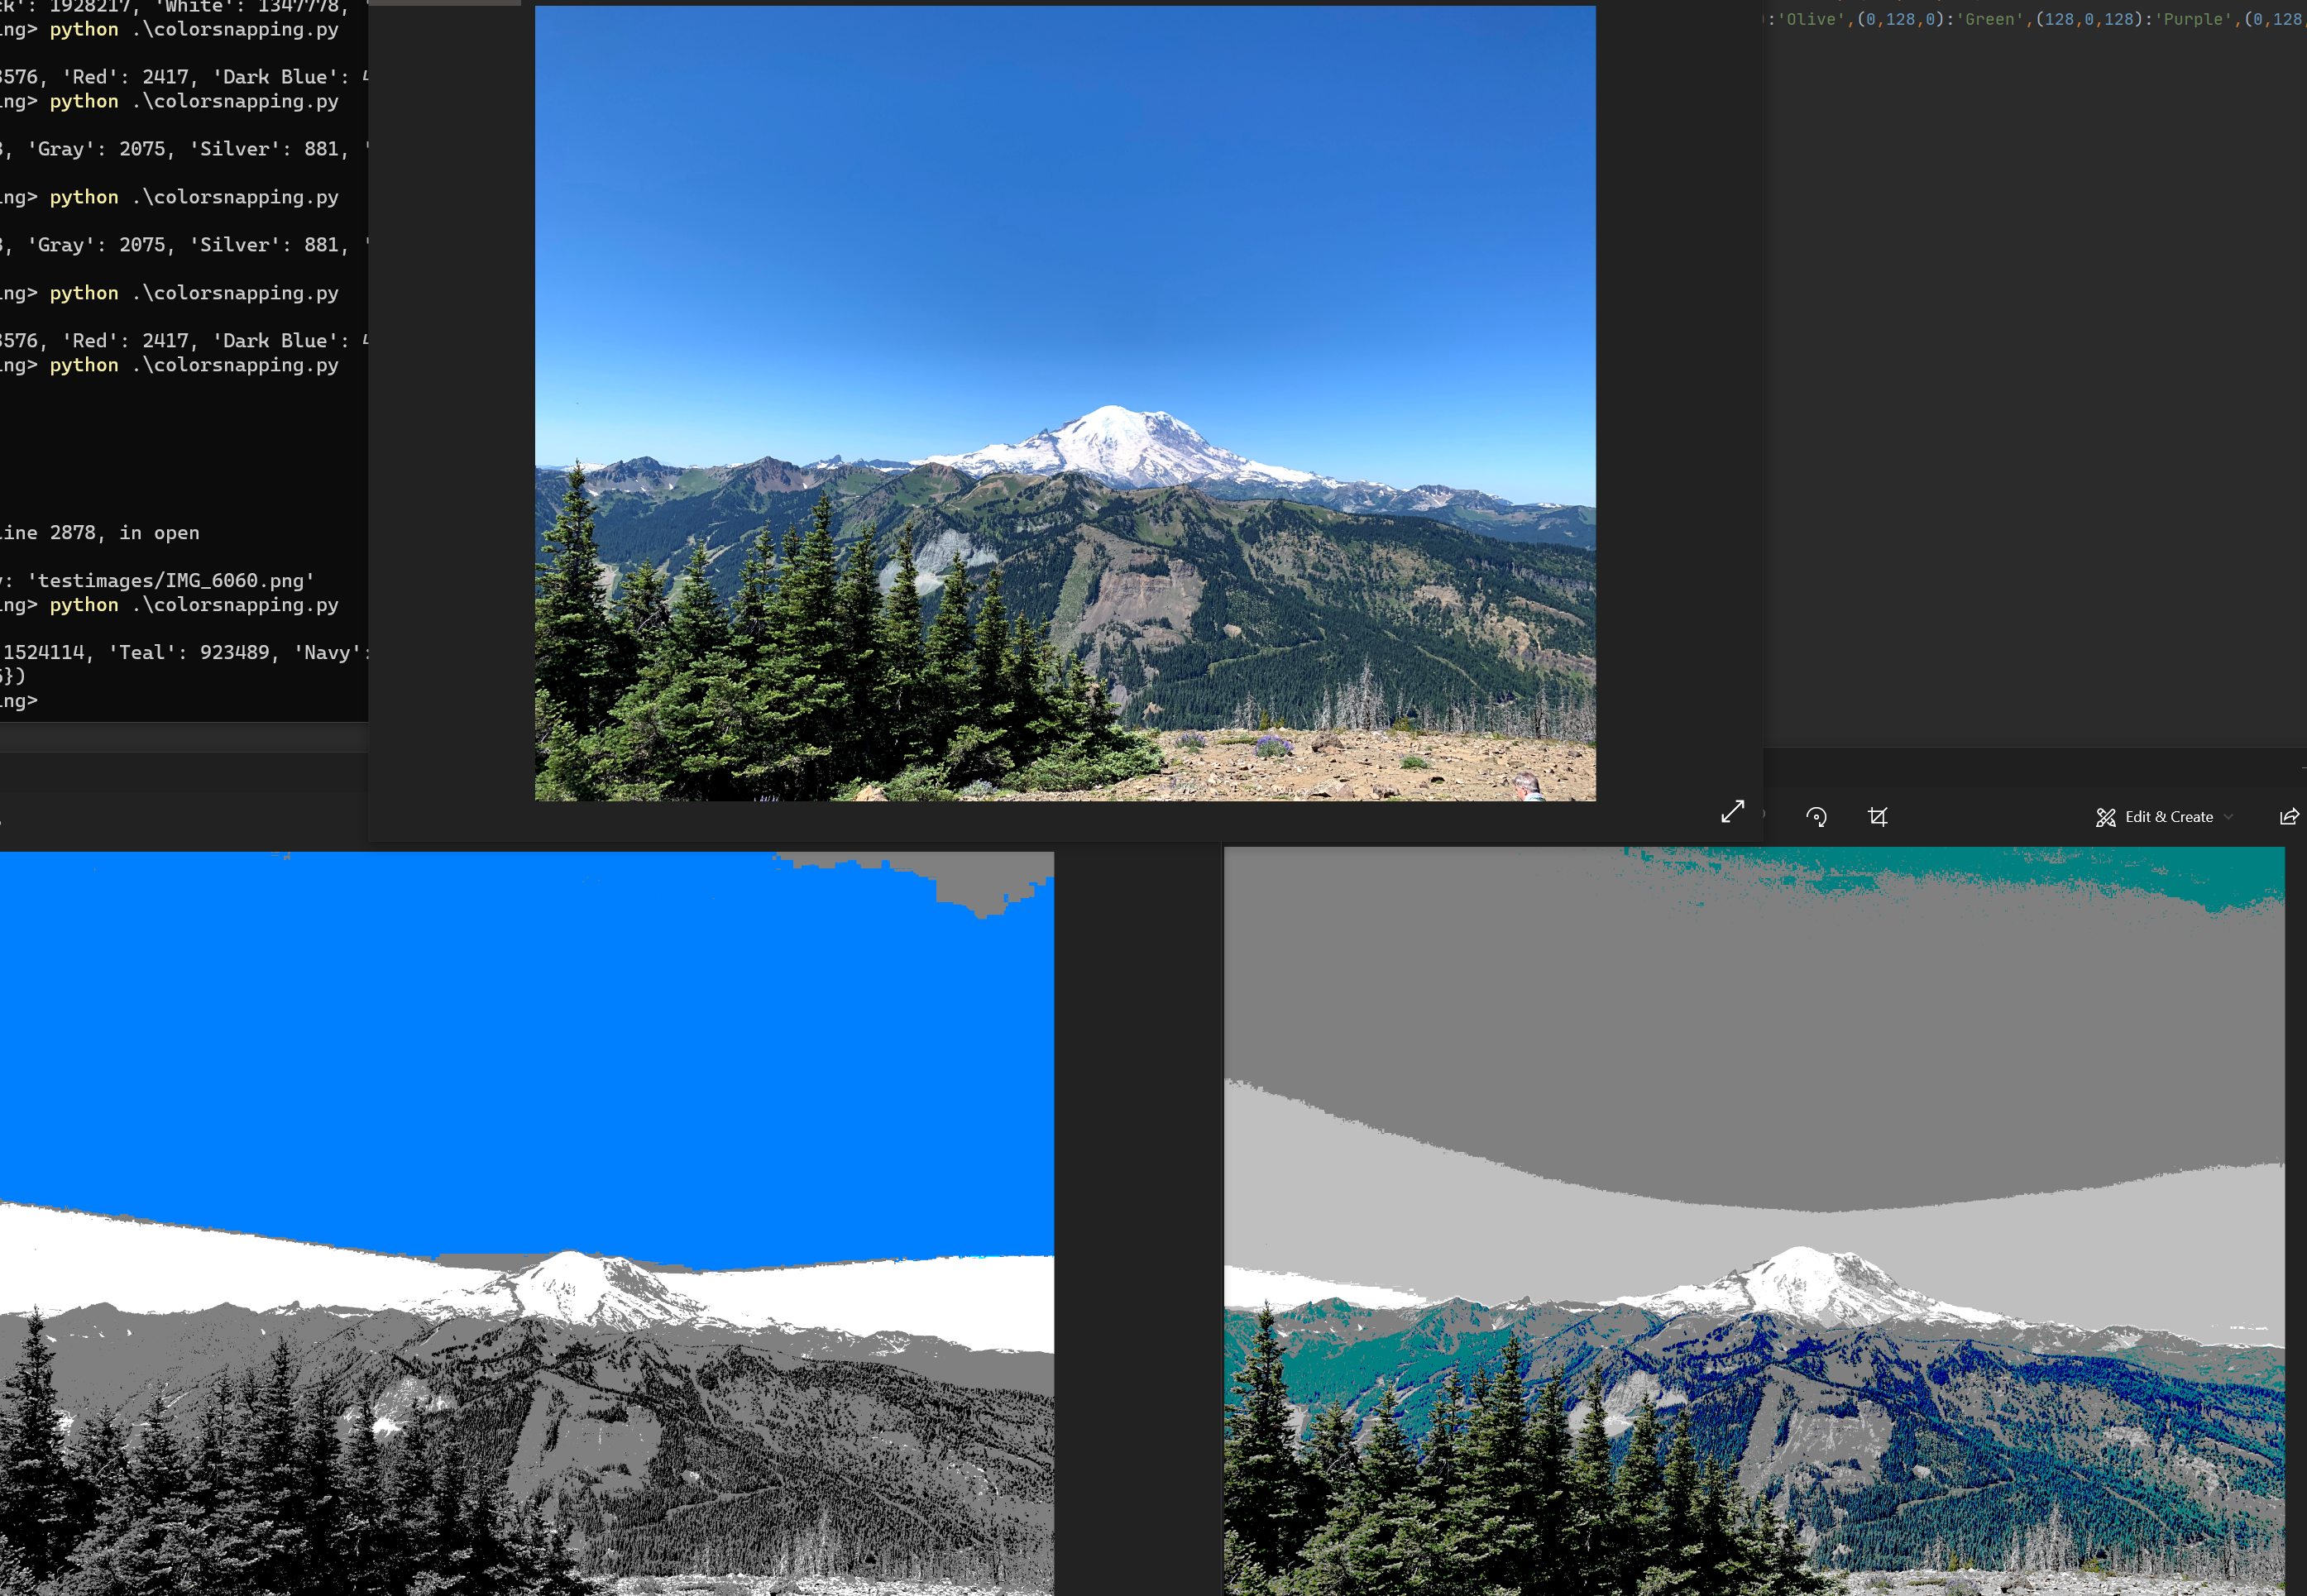 k': 1928217, 'White': 1347778, '
ing> python .\colorsnapping.py
3576, 'Red': 2417, 'Dark Blue': 4
ing> python .\colorsnapping.py
3, 'Gray': 2075, 'Silver': 881, '
ing> python .\colorsnapping.py
3, 'Gray': 2075, 'Silver': 881, '
ing> python .\colorsnapping.py
3576, 'Red': 2417, 'Dark Blue': 4
ing> python .\colorsnapping.py
line 2878, in open
y: 'testimages/IMG_6060.png'
ing> python .\colorsnapping.py
1524114, 'Teal': 923489, 'Navy':
})
ing>
:'Olive',(0,128,0):'Green',(128,0,128):'Purple',(0,128,
Edit & Create